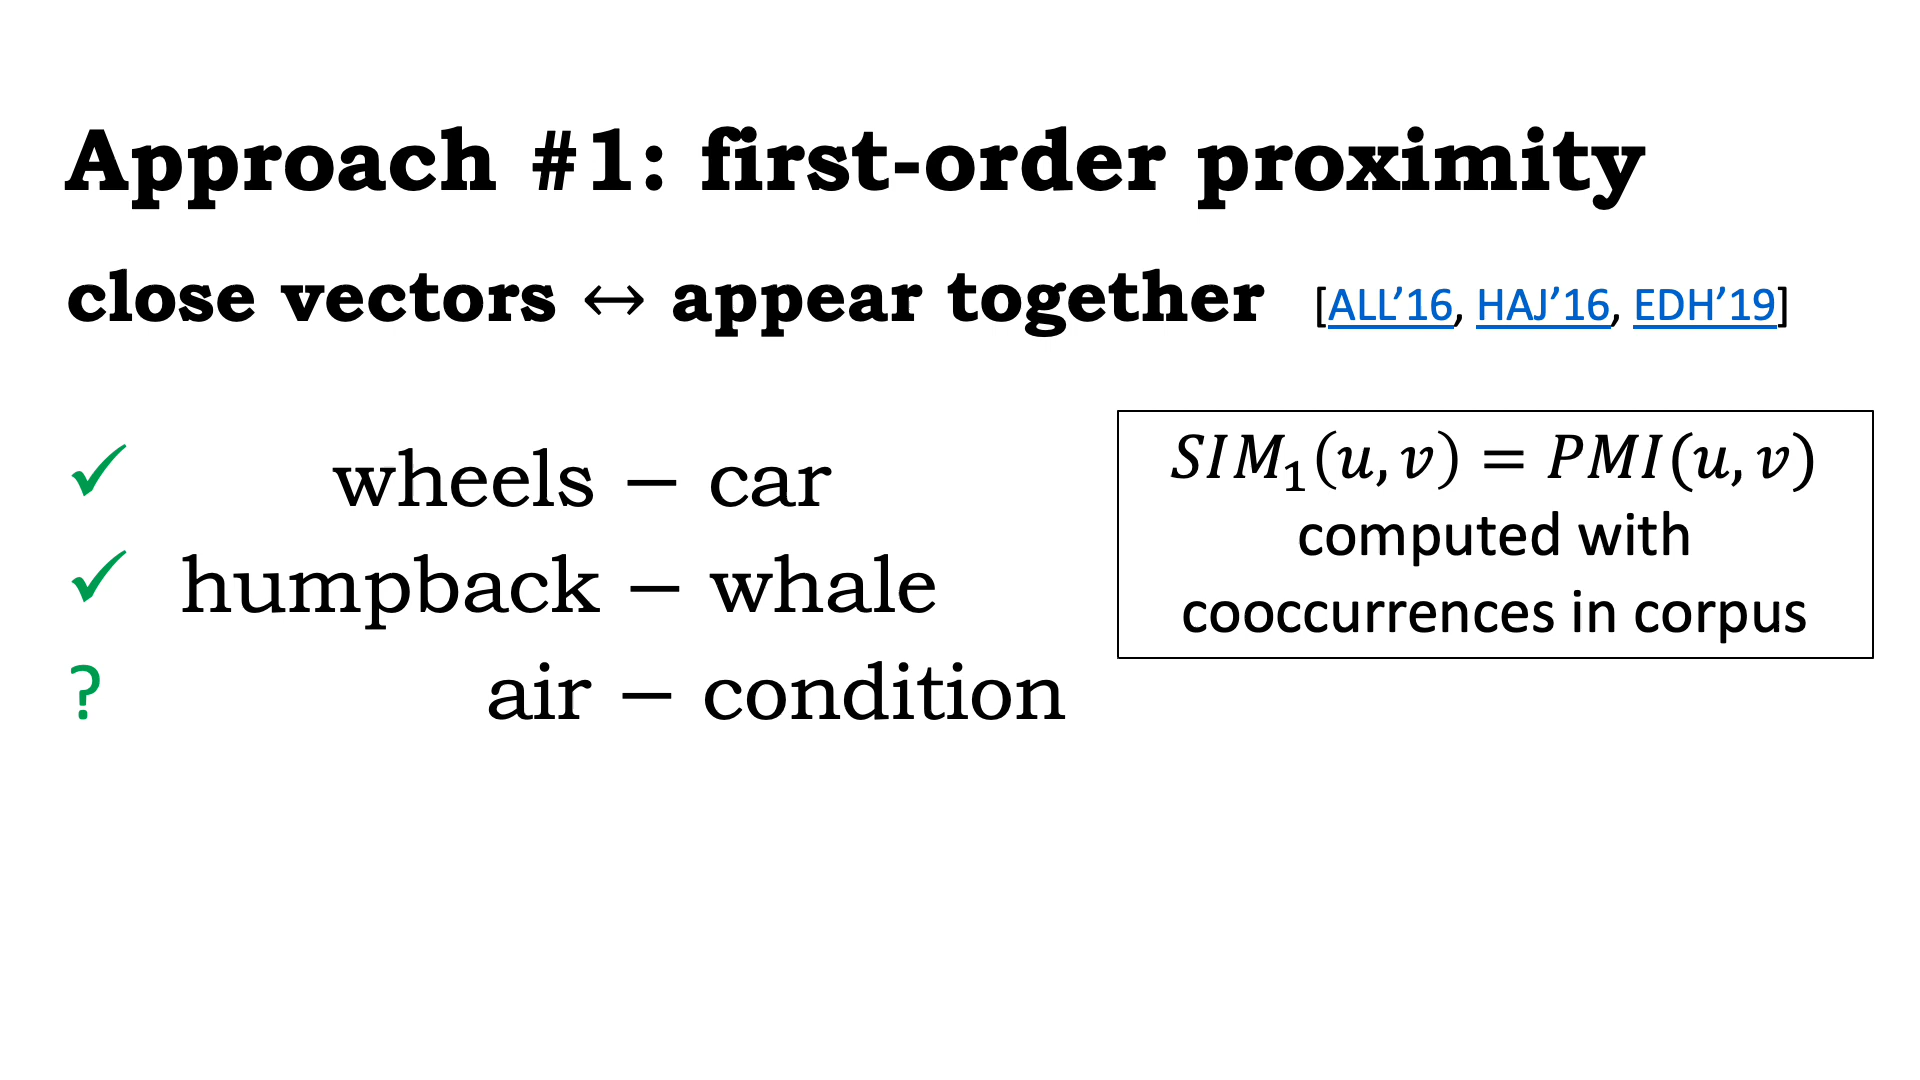 Approach #1: first-order proximity
close vectors ↔ appear together [ALL’16, HAJ’16, EDH’19]
✓ wheels – car
✓ humpback – whale
? air – condition
SIM₁(u, v) = PMI(u, v)
computed with
cooccurrences in corpus